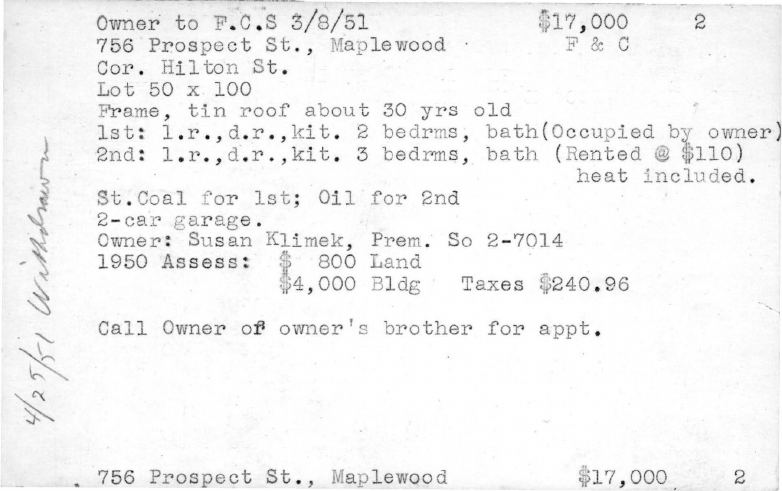 Owner to F.C.S 3/8/51 $17,000 2
756 Prospect St., Maplewood F & C
Cor. Hilton St.
Lot 50 x 100
Frame, tin roof about 30 yrs old
1st: l.r.,d.r.,kit. 2 bedrms, bath(Occupied by owner)
2nd: l.r.,d.r.,kit. 3 bedrms, bath (Rented @ $110)
heat included.
St.Coal for 1st; Oil for 2nd
2-car garage.
Owner: Susan Klimek, Prem. So 2-7014
1950 Assess: $ 800 Land
$4,000 Bldg Taxes $240.96
Call Owner of owner's brother for appt.
756 Prospect St., Maplewood $17,000 2
4/25/51 Withdrawn